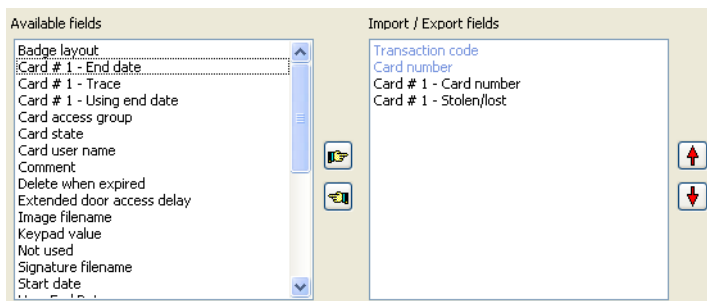 Available fields
Badge layout
Card # 1 - End date
Card # 1 - Trace
Card # 1 - Using end date
Card access group
Card state
Card user name
Comment
Delete when expired
Extended door access delay
Image filename
Keypad value
Not used
Signature filename
Start date
Import / Export fields
Transaction code
Card number
Card # 1 - Card number
Card # 1 - Stolen/lost